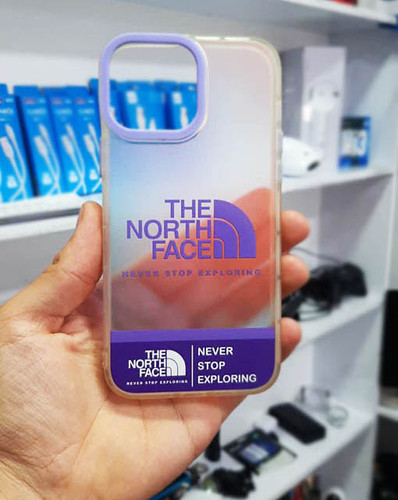 THE
NORTH
FACE
NEVER STOP EXPLORING
THE
NORTH
FACE
NEVER STOP EXPLORING
NEVER
STOP
EXPLORING